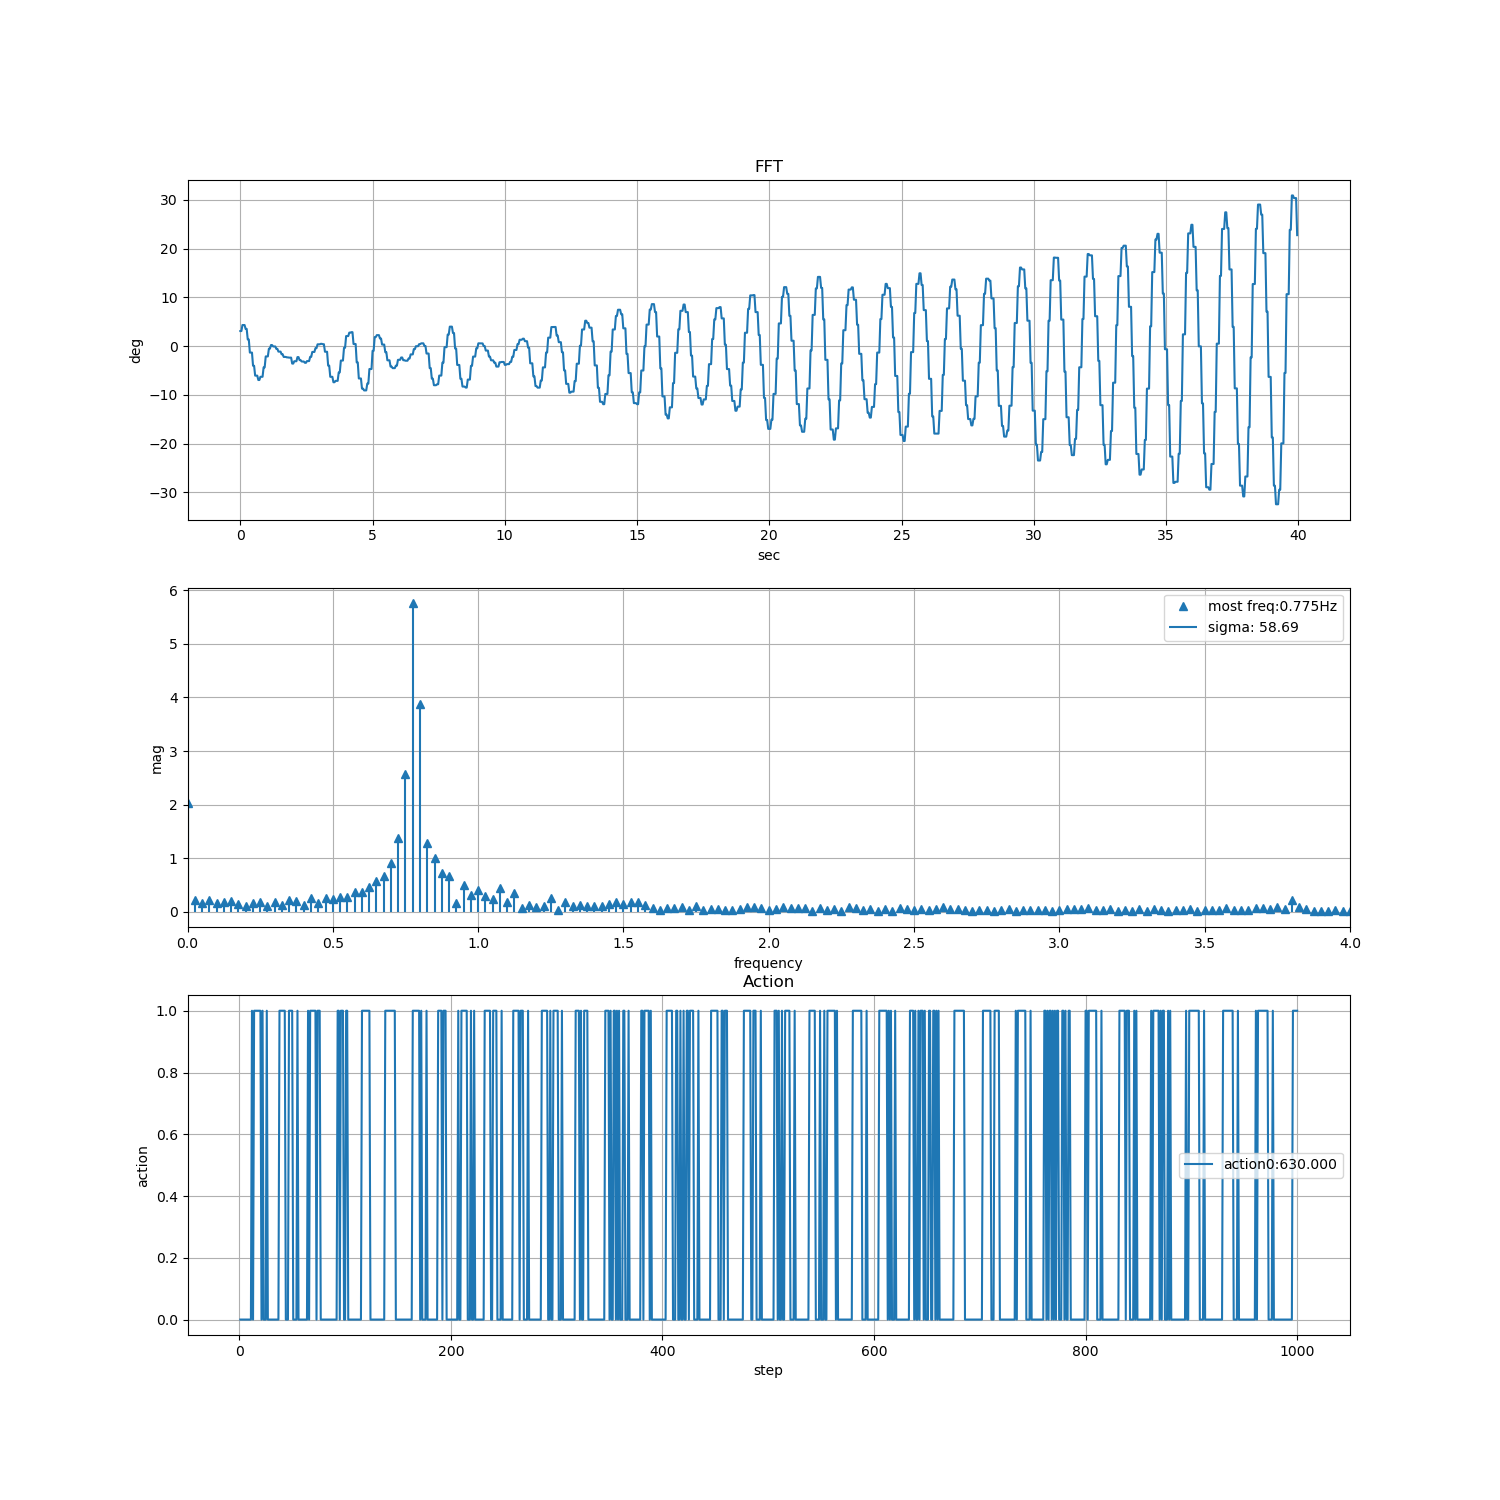 FFT
30
20
10
0
−10
−20
−30
deg
0 5 10 15 20 25 30 35 40
sec
6
5
4
3
2
1
0
mag
most freq:0.775Hz
sigma: 58.69
0.0 0.5 1.0 1.5 2.0 2.5 3.0 3.5 4.0
frequency
Action
1.0
0.8
0.6
0.4
0.2
0.0
action
action0:630.000
0 200 400 600 800 1000
step